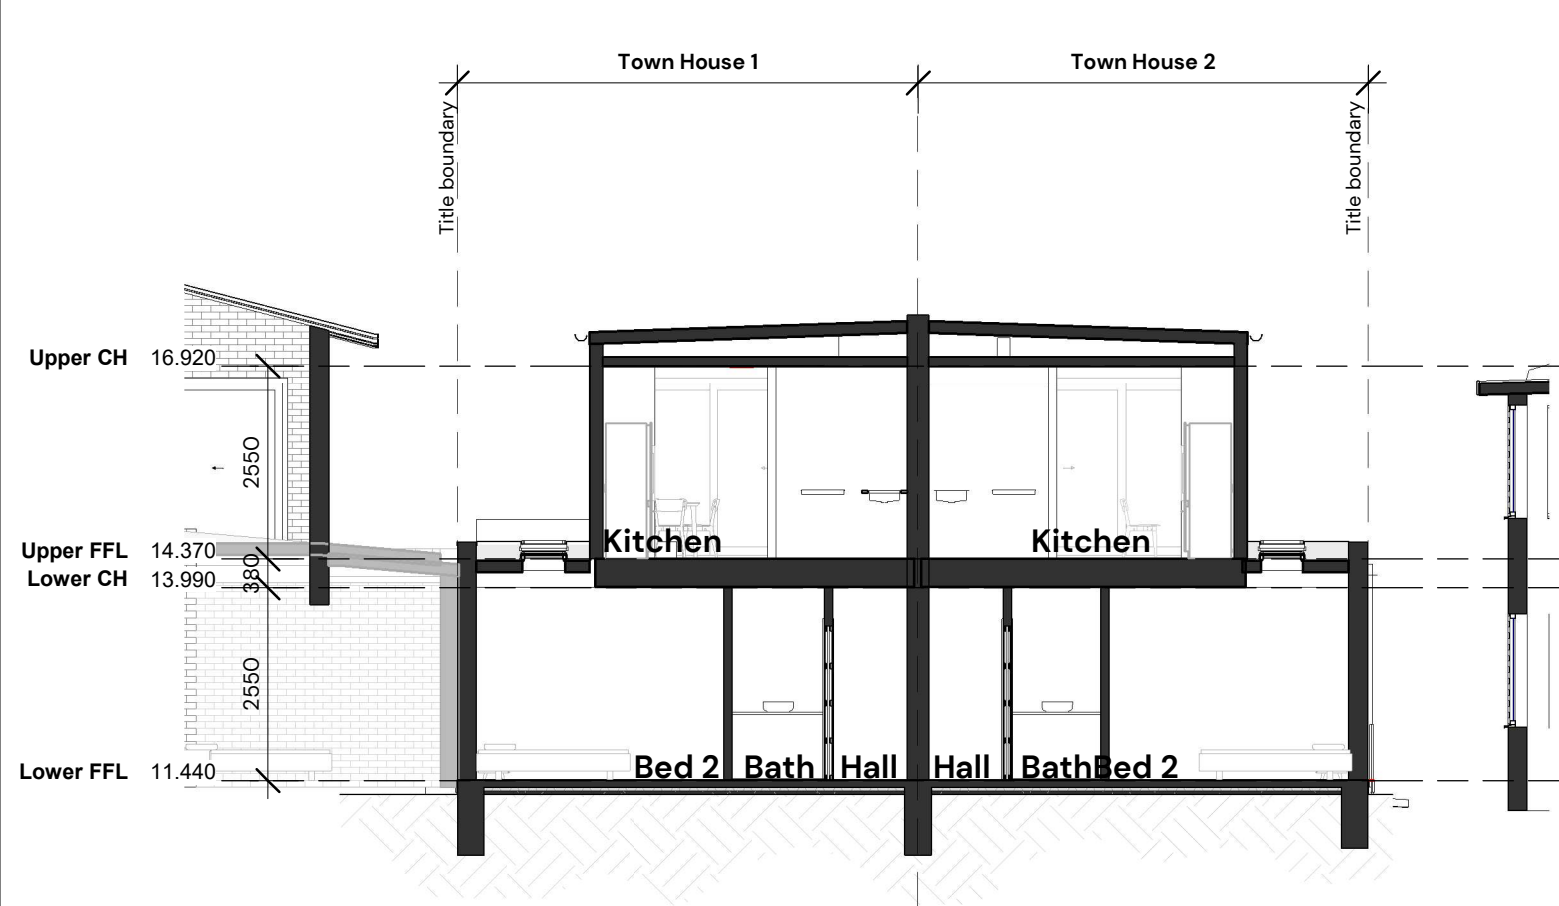 Town House 1
Town House 2
Title boundary
Title boundary
Upper CH 16.920
2550
Upper FFL 14.370
380
Lower CH 13.990
2550
Lower FFL 11.440
Kitchen
Kitchen
Bed 2 Bath Hall Hall Bath Bed 2